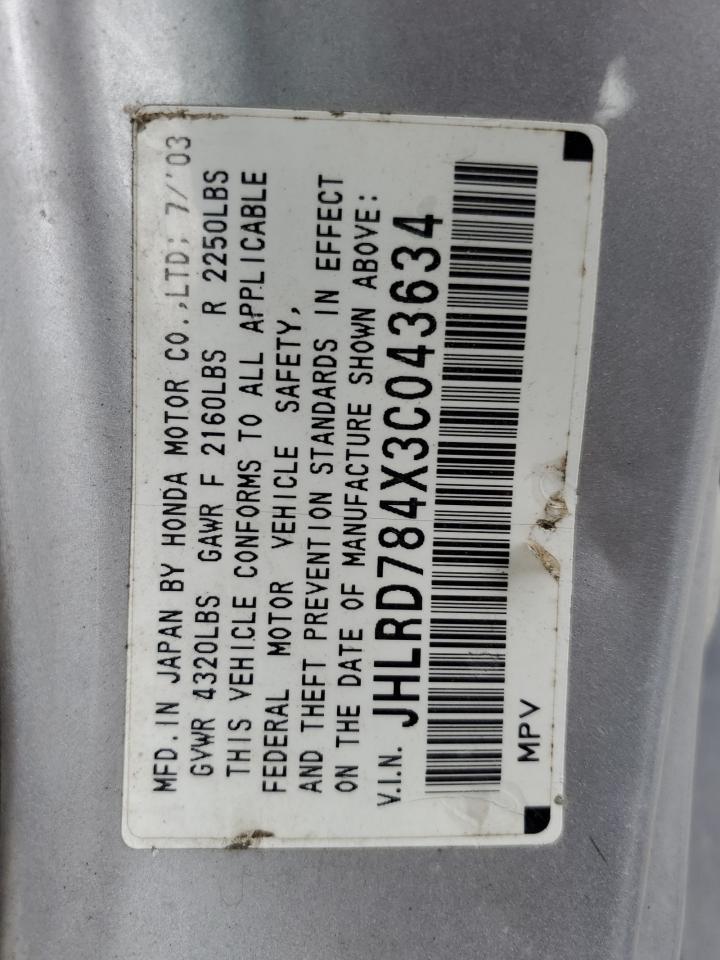 MFD.IN JAPAN BY HONDA MOTOR CO.,LTD; 7/'03
GVWR 4320LBS GAWR F 2160LBS R 2250LBS
THIS VEHICLE CONFORMS TO ALL APPLICABLE
FEDERAL MOTOR VEHICLE SAFETY,
AND THEFT PREVENTION STANDARDS IN EFFECT
ON THE DATE OF MANUFACTURE SHOWN ABOVE:
V.I.N. JHLRD784X3C043634
MPV